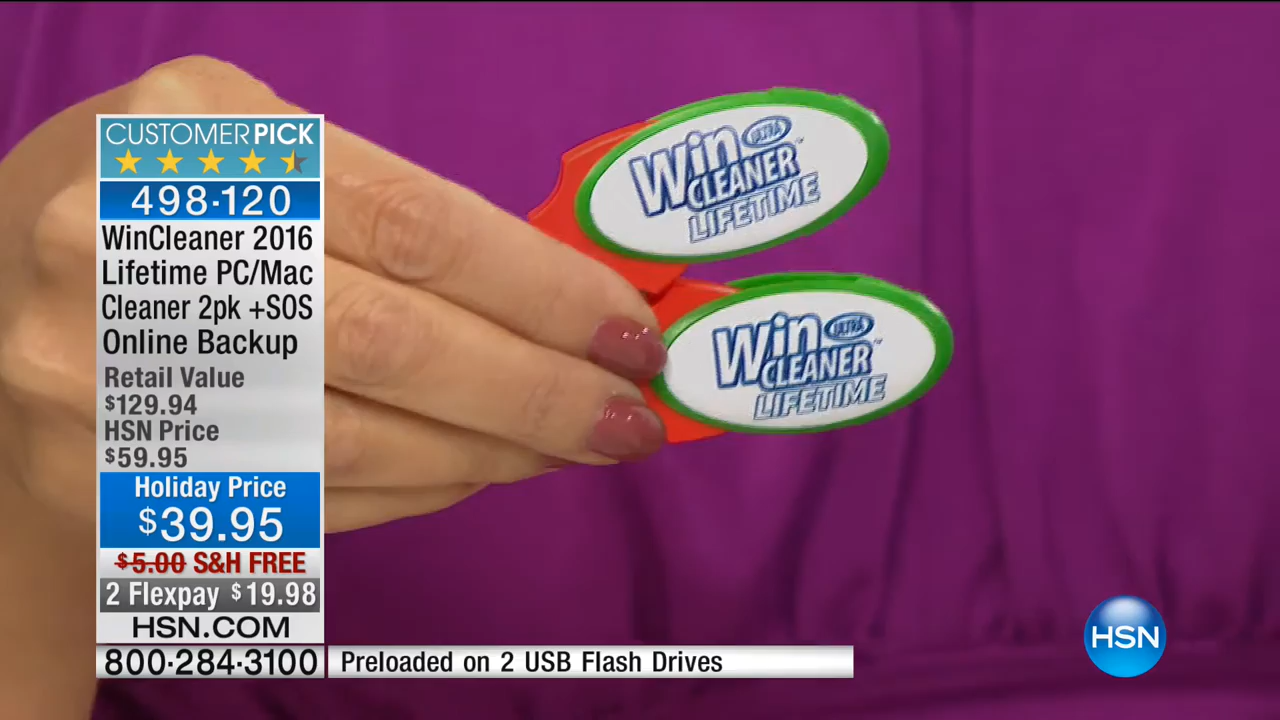 CUSTOMER PICK
498·120
WinCleaner 2016
Lifetime PC/Mac
Cleaner 2pk +SOS
Online Backup
Retail Value
$129.94
HSN Price
$59.95
Holiday Price
$39.95
$5.00 S&H FREE
2 Flexpay $19.98
HSN.COM
800·284·3100
Preloaded on 2 USB Flash Drives
Win ULTRA
CLEANER™
LIFETIME
Win ULTRA
CLEANER™
LIFETIME
HSN